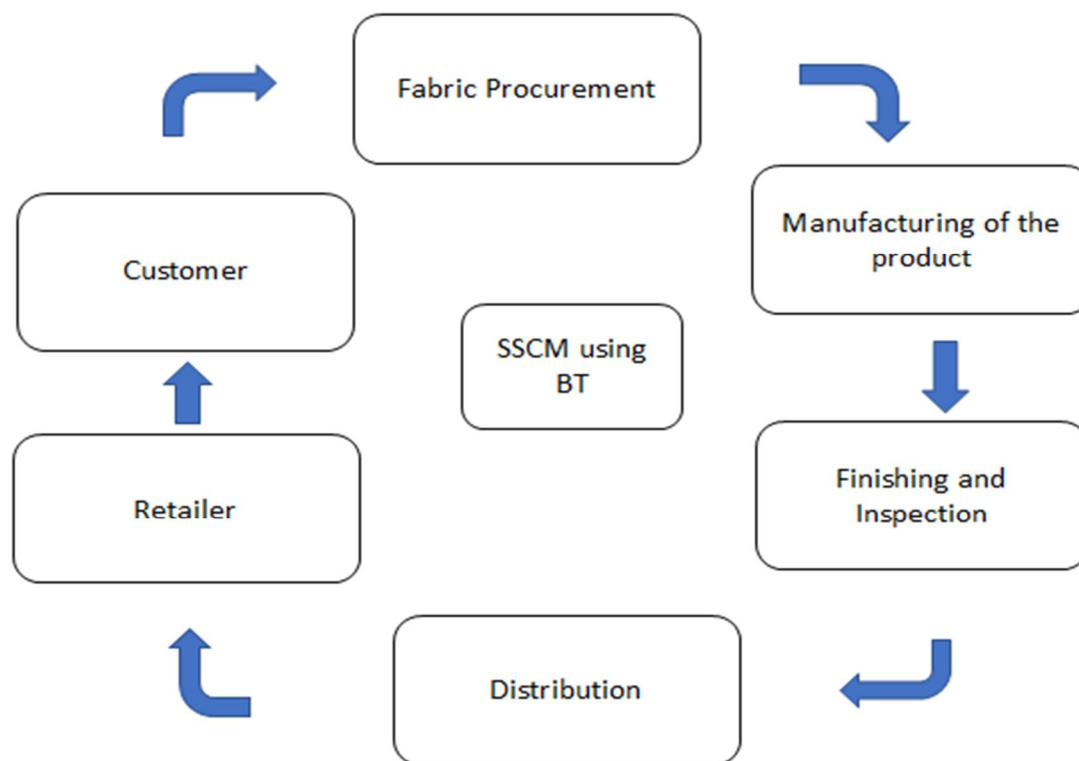 Fabric Procurement
Manufacturing of the
product
Customer
SSCM using
BT
Finishing and
Inspection
Retailer
Distribution